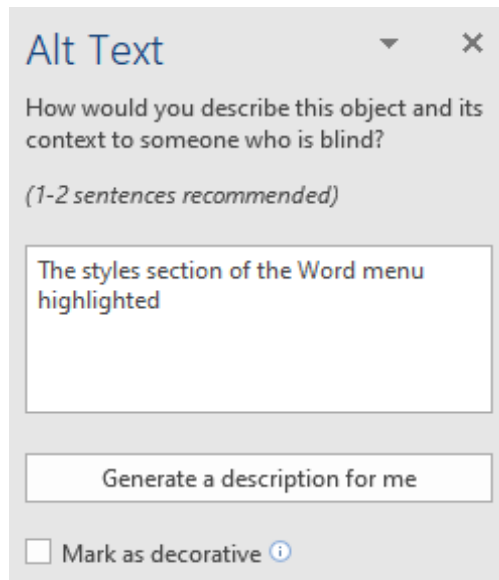 Alt Text
How would you describe this object and its
context to someone who is blind?
(1-2 sentences recommended)
The styles section of the Word menu
highlighted
Generate a description for me
Mark as decorative